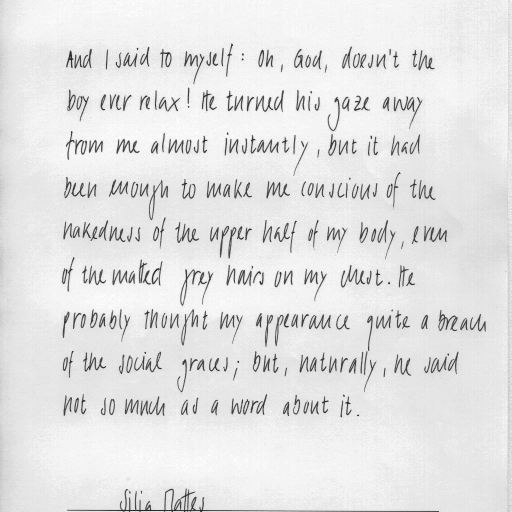 And I said to myself : Oh, God, doesn't the
boy ever relax! He turned his gaze away
from me almost instantly, but it had
been enough to make me conscious of the
nakedness of the upper half of my body, even
of the matted grey hairs on my chest. He
probably thought my appearance quite a breach
of the social graces; but, naturally, he said
not so much as a word about it.
Silia Mattes